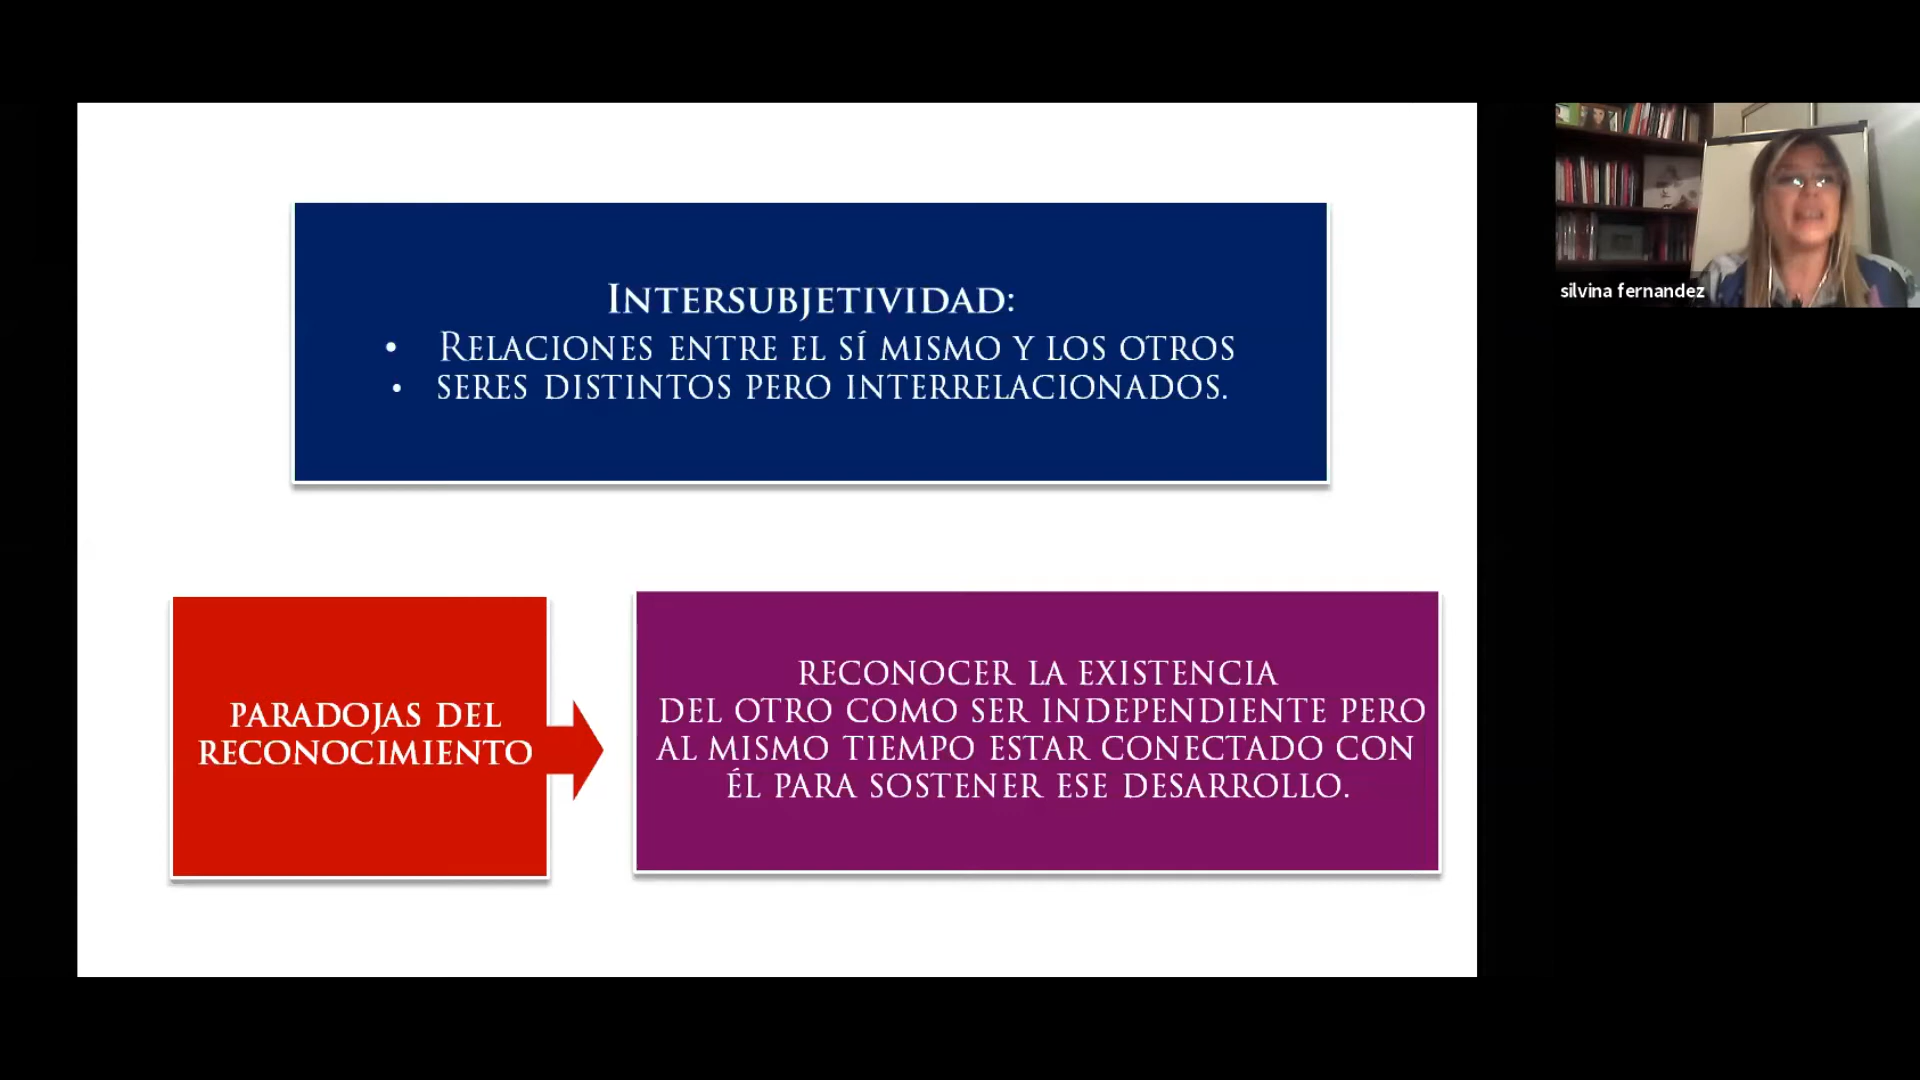 INTERSUBJETIVIDAD:
• RELACIONES ENTRE EL SÍ MISMO Y LOS OTROS
• SERES DISTINTOS PERO INTERRELACIONADOS.
PARADOJAS DEL
RECONOCIMIENTO
RECONOCER LA EXISTENCIA
DEL OTRO COMO SER INDEPENDIENTE PERO
AL MISMO TIEMPO ESTAR CONECTADO CON
ÉL PARA SOSTENER ESE DESARROLLO.
silvina fernandez